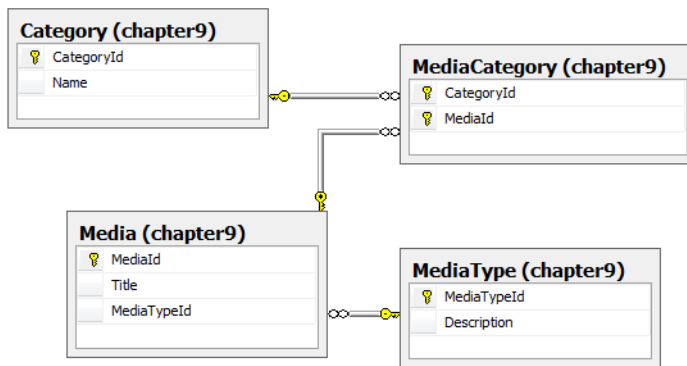 Category (chapter9)
CategoryId
Name
MediaCategory (chapter9)
CategoryId
MediaId
Media (chapter9)
MediaId
Title
MediaTypeId
MediaType (chapter9)
MediaTypeId
Description